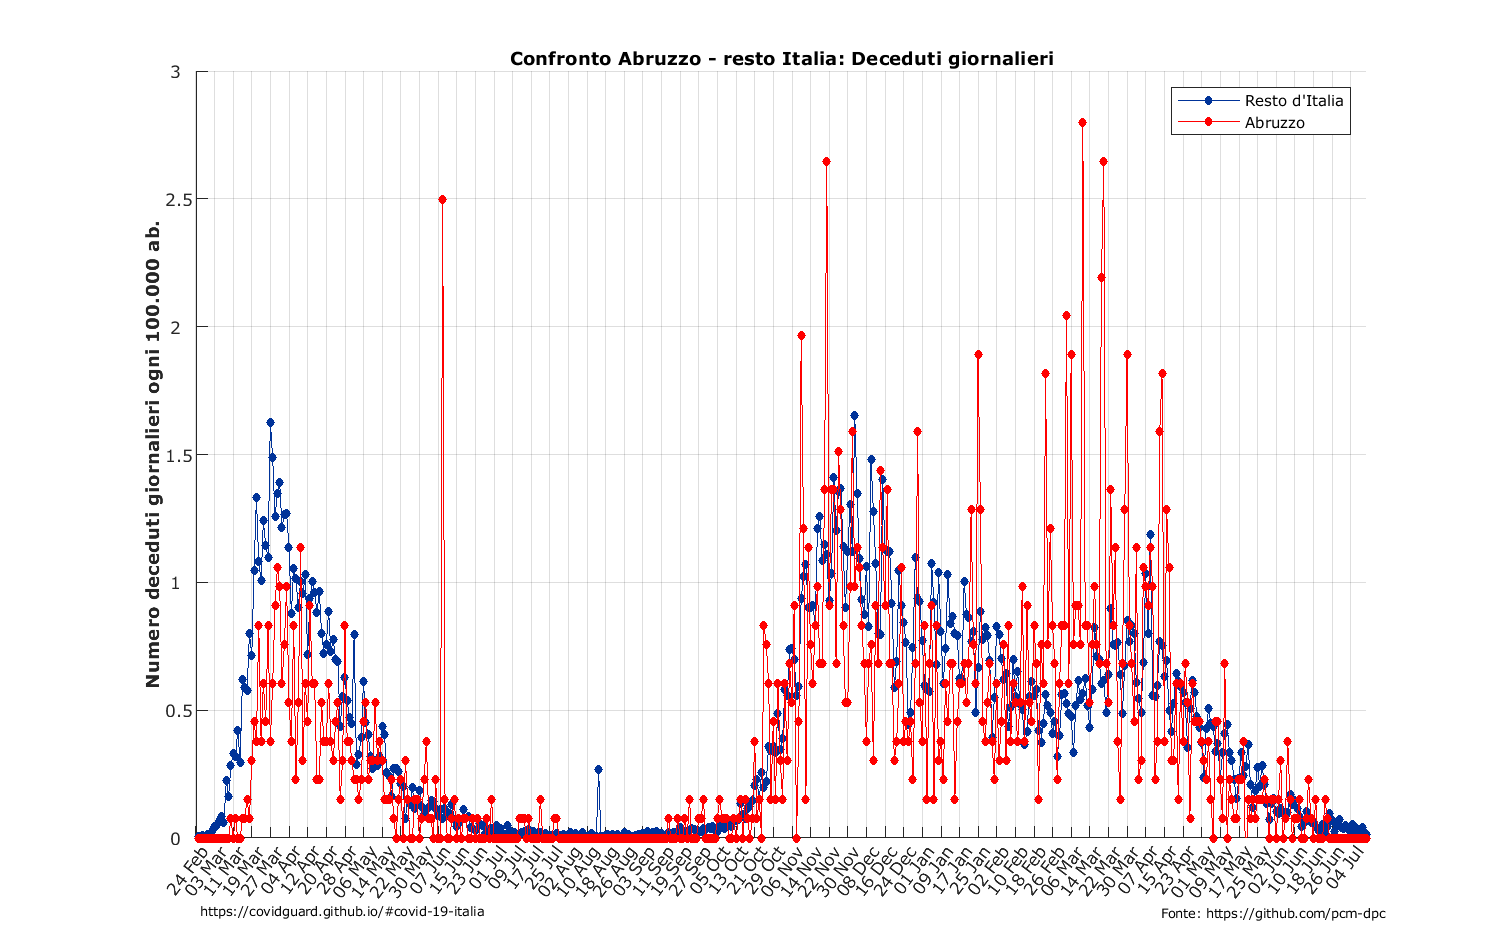 Confronto Abruzzo - resto Italia: Deceduti giornalieri
Resto d'Italia
Abruzzo
Numero deceduti giornalieri ogni 100.000 ab.
3
2.5
2
1.5
1
0.5
0
24 Feb
03 Mar
11 Mar
19 Mar
27 Mar
04 Apr
12 Apr
20 Apr
28 Apr
06 May
14 May
22 May
30 May
07 Jun
15 Jun
23 Jun
01 Jul
09 Jul
17 Jul
25 Jul
02 Aug
10 Aug
18 Aug
26 Aug
03 Sep
11 Sep
19 Sep
27 Sep
05 Oct
13 Oct
21 Oct
29 Oct
06 Nov
14 Nov
22 Nov
30 Nov
08 Dec
16 Dec
24 Dec
01 Jan
09 Jan
17 Jan
25 Jan
02 Feb
10 Feb
18 Feb
26 Feb
06 Mar
14 Mar
22 Mar
30 Mar
07 Apr
15 Apr
23 Apr
01 May
09 May
17 May
25 May
02 Jun
10 Jun
18 Jun
26 Jun
04 Jul
https://covidguard.github.io/#covid-19-italia
Fonte: https://github.com/pcm-dpc